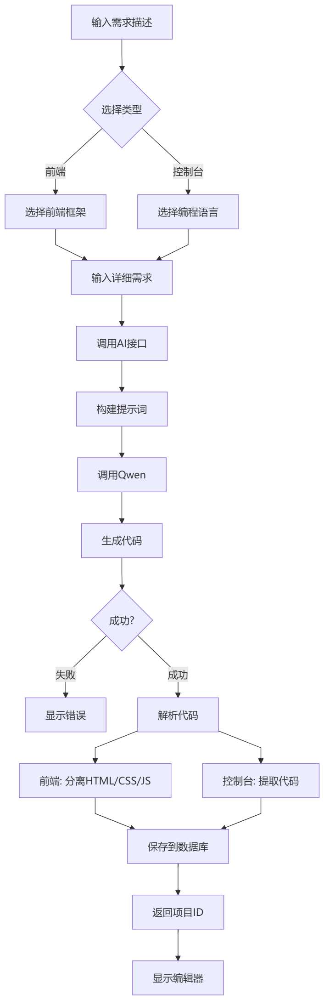 输入需求描述
选择类型
前端
控制台
选择前端框架
选择编程语言
输入详细需求
调用AI接口
构建提示词
调用Qwen
生成代码
成功?
失败
成功
显示错误
解析代码
前端: 分离HTML/CSS/JS
控制台: 提取代码
保存到数据库
返回项目ID
显示编辑器